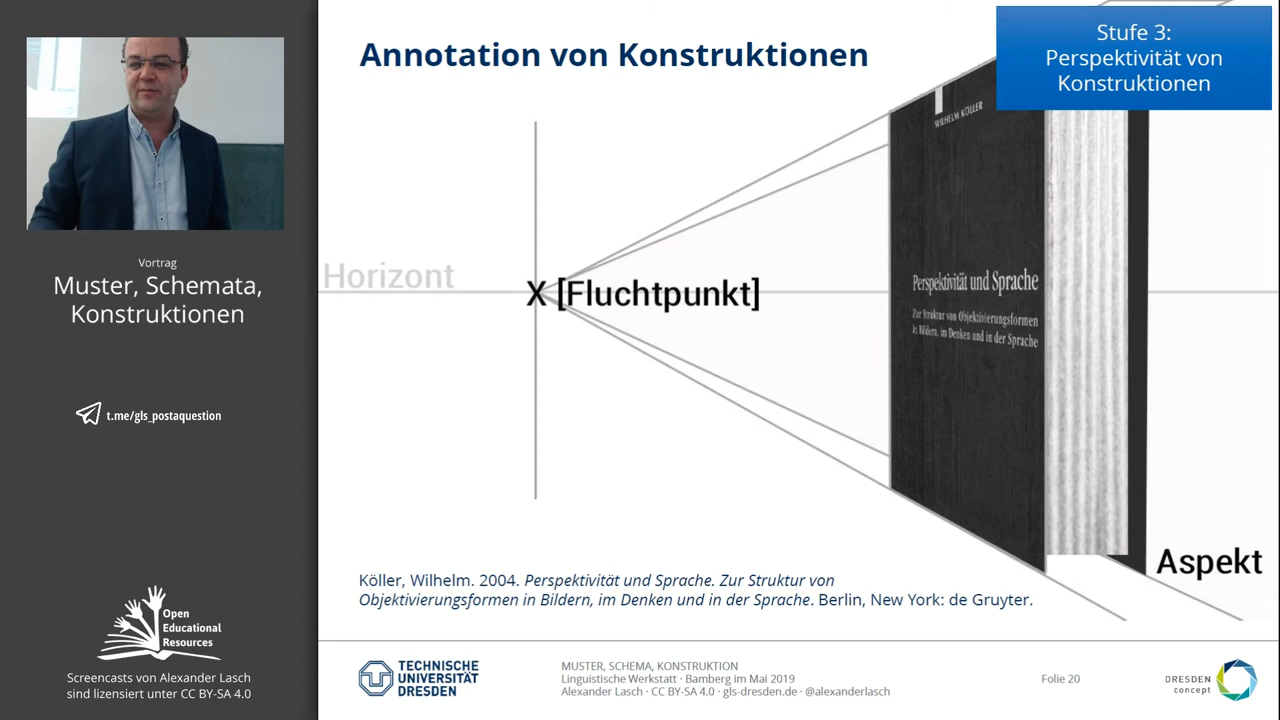 Annotation von Konstruktionen
Stufe 3:
Perspektivität von
Konstruktionen
WILHELM KÖLLER
Vortrag
Muster, Schemata,
Konstruktionen
Horizont
X [Fluchtpunkt]
Perspektivität und Sprache
Zur Struktur von Objektivierungsformen
in Bildern, im Denken und in der Sprache
t.me/gls_postaquestion
Aspekt
Köller, Wilhelm. 2004. Perspektivität und Sprache. Zur Struktur von
Objektivierungsformen in Bildern, im Denken und in der Sprache. Berlin, New York: de Gruyter.
Open
Educational
Resources
Screencasts von Alexander Lasch
sind lizensiert unter CC BY-SA 4.0
TECHNISCHE
UNIVERSITÄT
DRESDEN
MUSTER, SCHEMA, KONSTRUKTION
Linguistische Werkstatt · Bamberg im Mai 2019
Alexander Lasch · CC BY-SA 4.0 · gls-dresden.de · @alexanderlasch
Folie 20
DRESDEN
concept